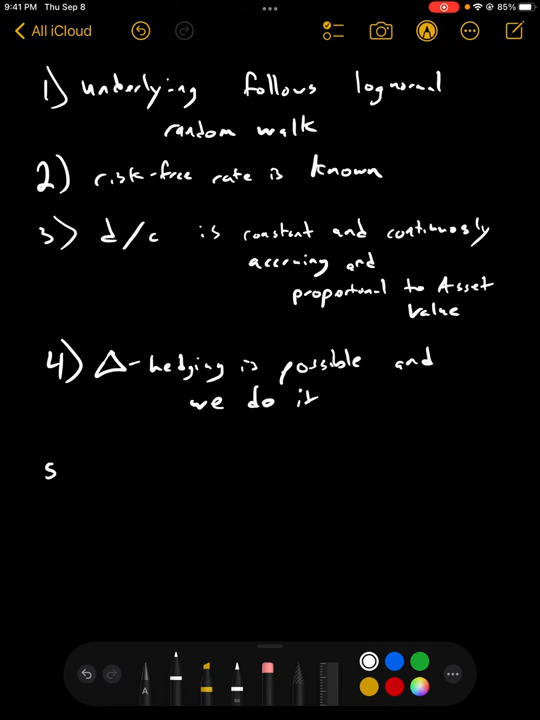 9:41 PM Thu Sep 8
85%
All iCloud
1) underlying follows lognormal
random walk
2) risk-free rate is known
3) d/c is constant and continuously
accruing and
proportional to Asset
Value
4) Δ-hedging is possible and
we do it
5
A